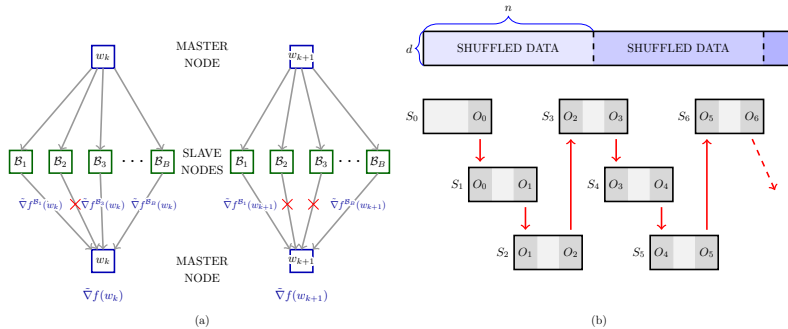 MASTER
NODE
w_k
w_{k+1}
B_1 B_2 B_3 ··· B_B
SLAVE
NODES
B_1 B_2 B_3 ··· B_B
∇̃f^{B_1}(w_k) ∇̃f^{B_3}(w_k) ∇̃f^{B_B}(w_k)
∇̃f^{B_1}(w_{k+1}) ∇̃f^{B_B}(w_{k+1})
w_k
MASTER
NODE
w_{k+1}
∇̃f(w_k)
∇̃f(w_{k+1})
(a)
n
d
SHUFFLED DATA SHUFFLED DATA
S_0 O_0
S_3 O_2 O_3
S_6 O_5 O_6
S_1 O_0 O_1
S_4 O_3 O_4
S_2 O_1 O_2
S_5 O_4 O_5
(b)